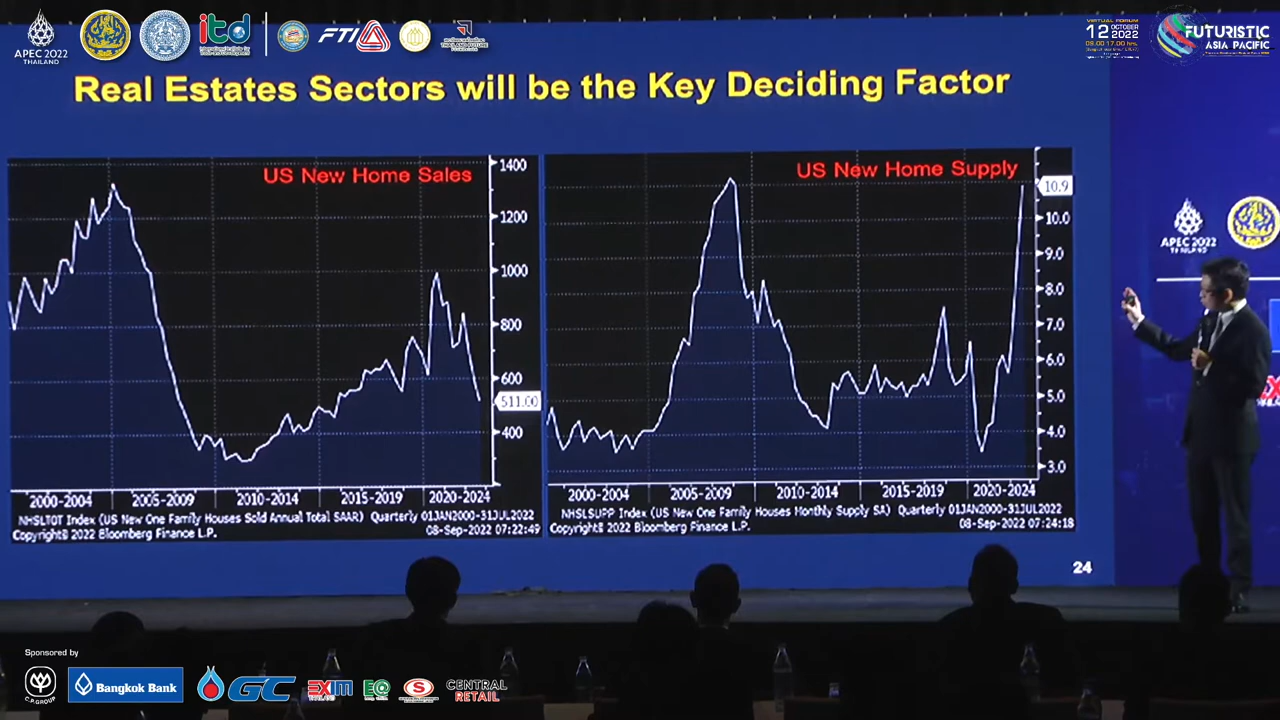 APEC 2022
THAILAND
itd
FTI
VIRTUAL FORUM
12 OCTOBER
2022
FUTURISTIC
ASIA PACIFIC
Real Estates Sectors will be the Key Deciding Factor
US New Home Sales
1400
1200
1000
800
600
511.00
400
2000-2004 2005-2009 2010-2014 2015-2019 2020-2024
NHSLTOT Index (US New One Family Houses Sold Annual Total SAAR) Quarterly 01JAN2000-31JUL2022
Copyright© 2022 Bloomberg Finance L.P. 08-Sep-2022 07:22:49
US New Home Supply
10.9
10.0
9.0
8.0
7.0
6.0
5.0
4.0
3.0
2000-2004 2005-2009 2010-2014 2015-2019 2020-2024
NHSLSUPP Index (US New One Family Houses Monthly Supply SA) Quarterly 01JAN2000-31JUL2022
Copyright© 2022 Bloomberg Finance L.P. 08-Sep-2022 07:24:18
24
APEC 2022
THAILAND
Sponsored by
C.P. GROUP
Bangkok Bank
GC
EXIM
THAILAND
EA
S
CENTRAL
RETAIL